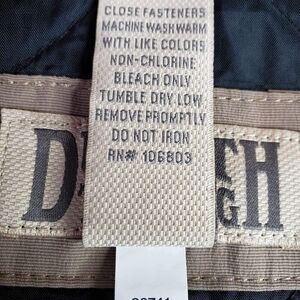 CLOSE FASTENERS
MACHINE WASH WARM
WITH LIKE COLORS
NON-CHLORINE
BLEACH ONLY
TUMBLE DRY LOW
REMOVE PROMPTLY
DO NOT IRON
RN# 106803